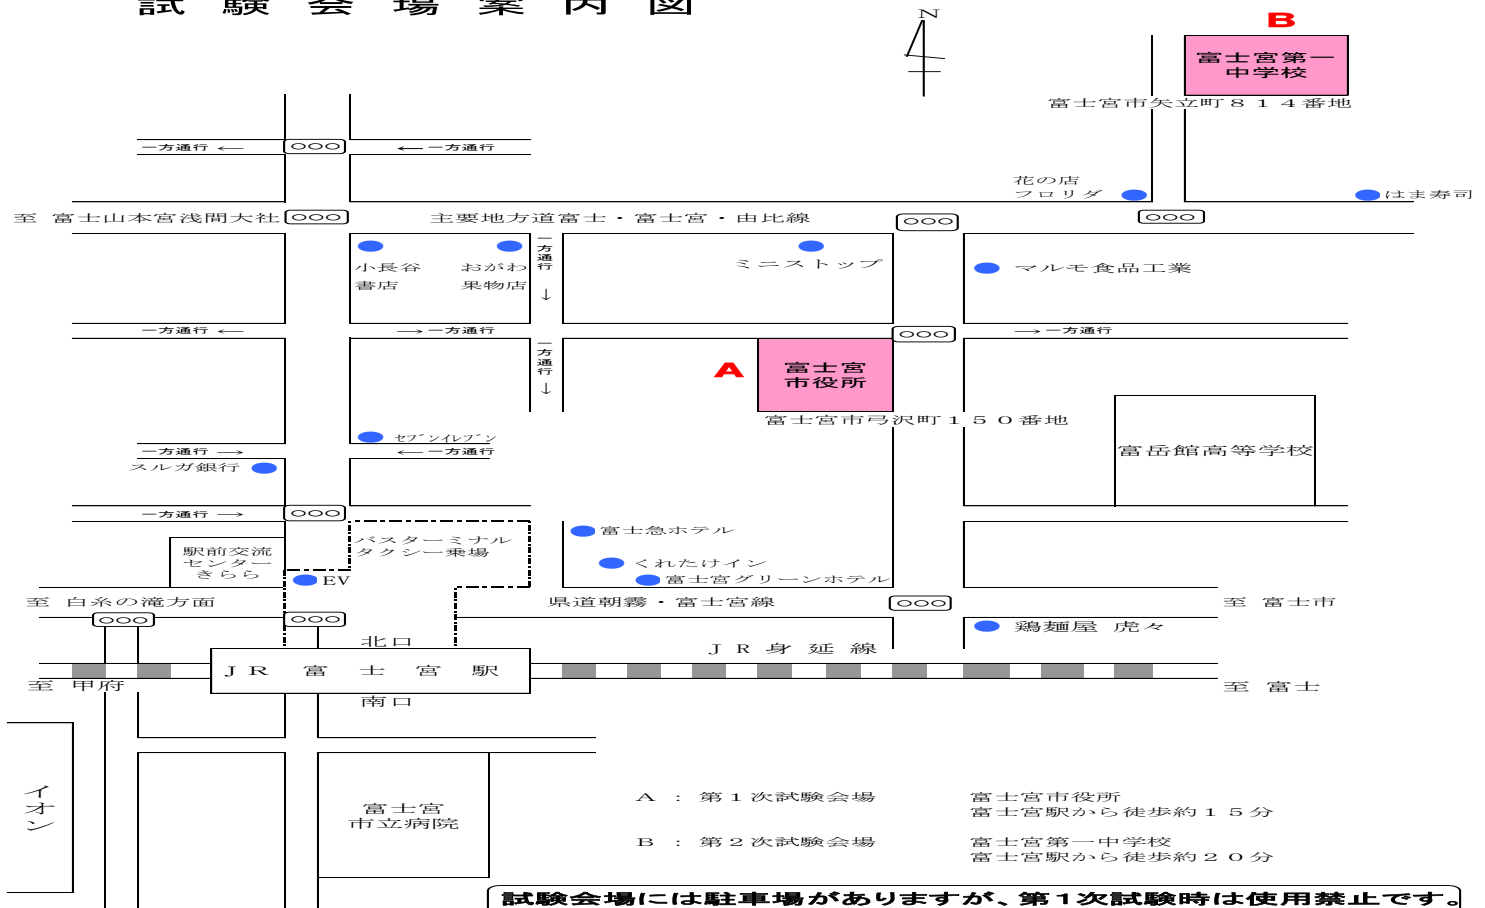 試験会場案内図
N
B
富士宮第一
中学校
富士宮市矢立町８１４番地
一方通行 ←
← 一方通行
花の店
フロリダ
はま寿司
至 富士山本宮浅間大社
主要地方道富士・富士宮・由比線
小長谷
書店
おがわ
果物店
一方通行 ↓
ミニストップ
マルモ食品工業
一方通行 ←
→ 一方通行
→ 一方通行
一方通行 ↓
A
富士宮
市役所
富士宮市弓沢町１５０番地
セブンイレブン
一方通行 →
← 一方通行
スルガ銀行
富岳館高等学校
一方通行 →
駅前交流
センター
きらら
バスターミナル
タクシー乗場
EV
富士急ホテル
くれたけイン
富士宮グリーンホテル
至 白糸の滝方面
県道朝霧・富士宮線
至 富士市
鶏麺屋 虎々
北口
ＪＲ身延線
ＪＲ富士宮駅
至 甲府
至 富士
南口
イオン
富士宮
市立病院
Ａ：第１次試験会場 富士宮市役所
富士宮駅から徒歩約１５分
Ｂ：第２次試験会場 富士宮第一中学校
富士宮駅から徒歩約２０分
試験会場には駐車場がありますが、第１次試験時は使用禁止です。